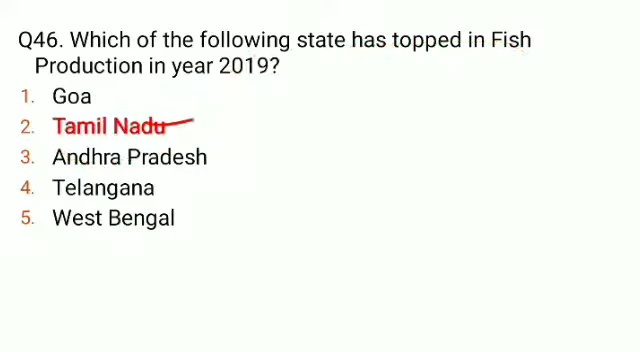 Q46. Which of the following state has topped in Fish
Production in year 2019?
1. Goa
2. Tamil Nadu
3. Andhra Pradesh
4. Telangana
5. West Bengal